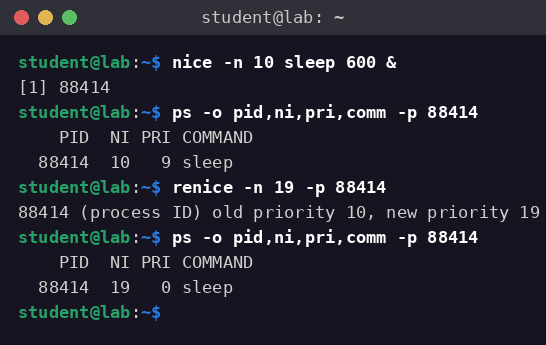 student@lab: ~
student@lab:~$ nice -n 10 sleep 600 &
[1] 88414
student@lab:~$ ps -o pid,ni,pri,comm -p 88414
    PID  NI PRI COMMAND
  88414  10   9 sleep
student@lab:~$ renice -n 19 -p 88414
88414 (process ID) old priority 10, new priority 19
student@lab:~$ ps -o pid,ni,pri,comm -p 88414
    PID  NI PRI COMMAND
  88414  19   0 sleep
student@lab:~$